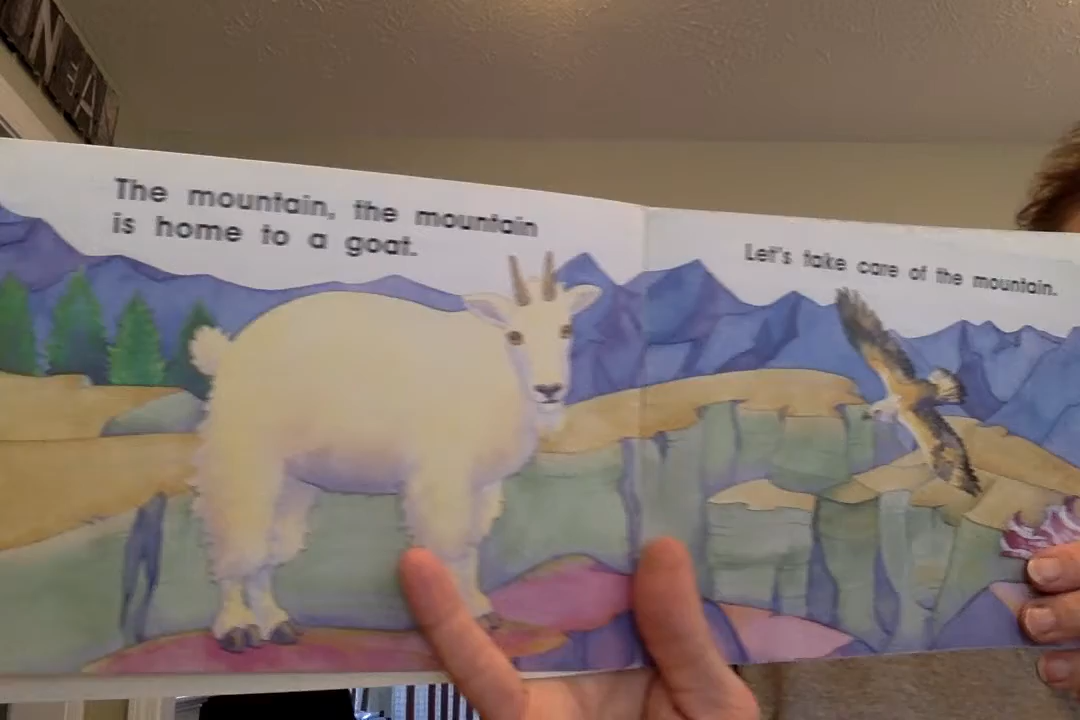 The mountain, the mountain
is home to a goat.
Let's take care of the mountain.